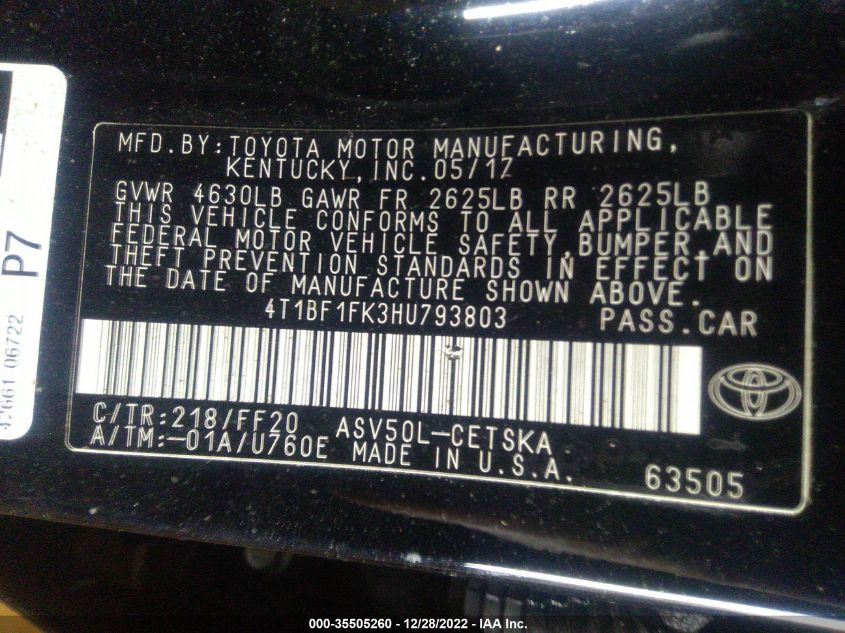 MFD.BY:TOYOTA MOTOR MANUFACTURING,
KENTUCKY,INC.05/17
GVWR 4630LB GAWR FR 2625LB RR 2625LB
THIS VEHICLE CONFORMS TO ALL APPLICABLE
FEDERAL MOTOR VEHICLE SAFETY,BUMPER,AND
THEFT PREVENTION STANDARDS IN EFFECT ON
THE DATE OF MANUFACTURE SHOWN ABOVE.
4T1BF1FK3HU793803 PASS.CAR
C/TR:218/FF20 ASV50L-CETSKA
A/TM:-01A/U760E MADE IN U.S.A.
63505
P7
06722
000-35505260 - 12/28/2022 - IAA Inc.